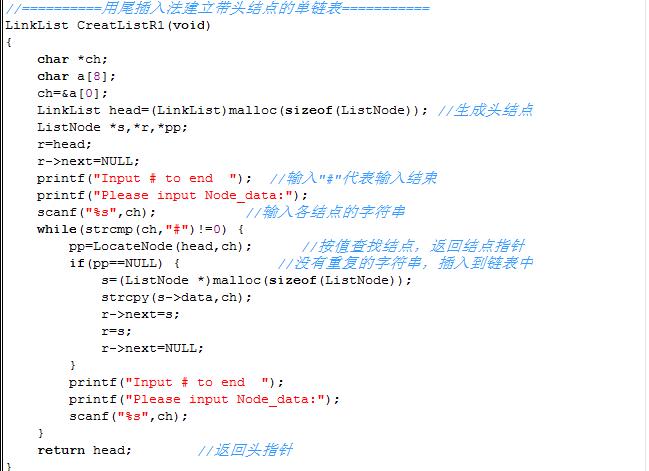 //==========用尾插入法建立带头结点的单链表===========
LinkList CreatListR1(void)
{
    char *ch;
    char a[8];
    ch=&a[0];
    LinkList head=(LinkList)malloc(sizeof(ListNode)); //生成头结点
    ListNode *s,*r,*pp;
    r=head;
    r->next=NULL;
    printf("Input # to end  ");  //输入"#"代表输入结束
    printf("Please input Node_data:");
    scanf("%s",ch);            //输入各结点的字符串
    while(strcmp(ch,"#")!=0) {
        pp=LocateNode(head,ch);       //按值查找结点，返回结点指针
        if(pp==NULL) {             //没有重复的字符串，插入到链表中
            s=(ListNode *)malloc(sizeof(ListNode));
            strcpy(s->data,ch);
            r->next=s;
            r=s;
            r->next=NULL;
        }
        printf("Input # to end  ");
        printf("Please input Node_data:");
        scanf("%s",ch);
    }
    return head;         //返回头指针
}